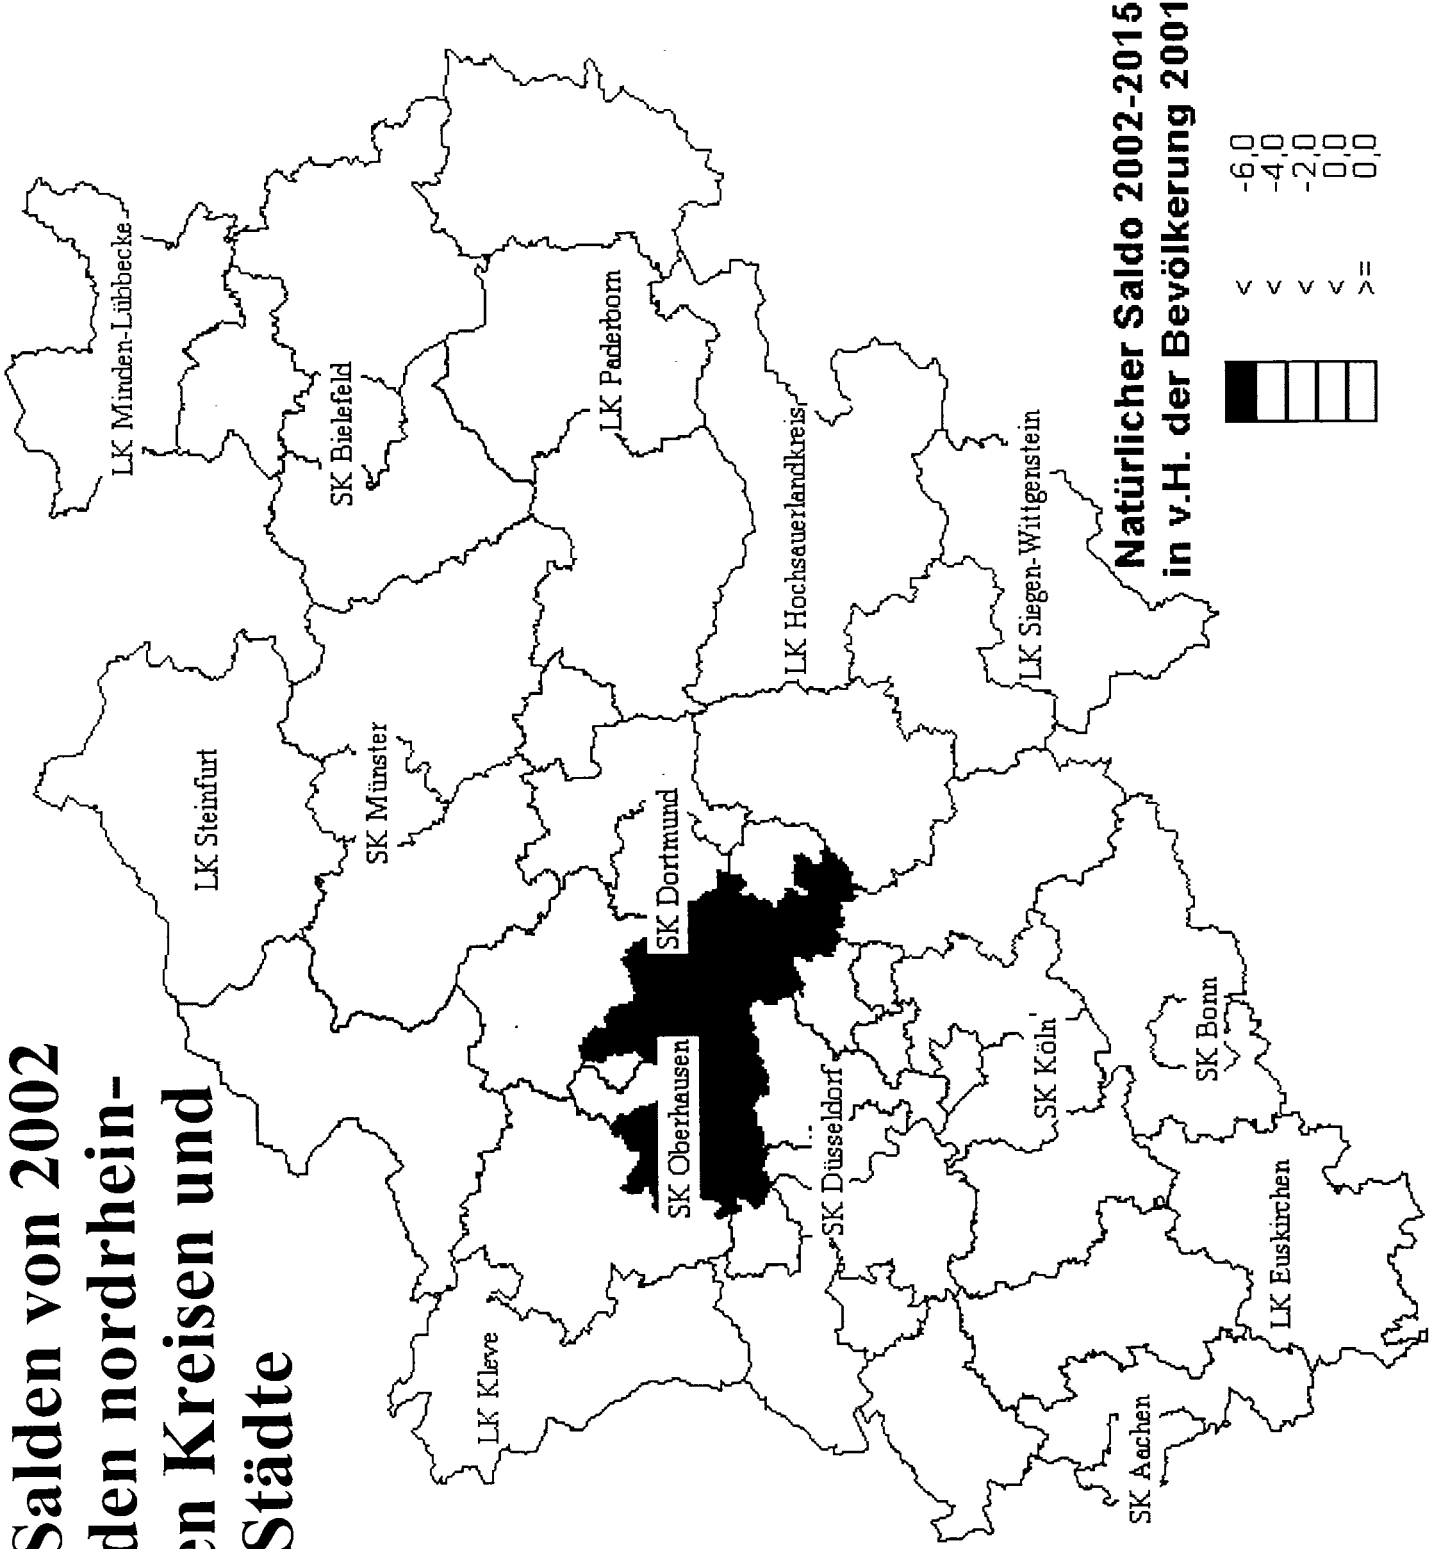 Salden von 2002
den nordrhein-
en Kreisen und
Städte
LK Minden-Lübbecke
LK Steinfurt
SK Bielefeld
SK Münster
LK Kleve
LK Paderborn
SK Dortmund
SK Oberhausen
LK Hochsauerlandkreis
SK Düsseldorf
LK Siegen-Wittgenstein
SK Köln
SK Aachen
SK Bonn
LK Euskirchen
Natürlicher Saldo 2002-2015
in v.H. der Bevölkerung 2001
< -6,0
< -4,0
< -2,0
< 0,0
>= 0,0